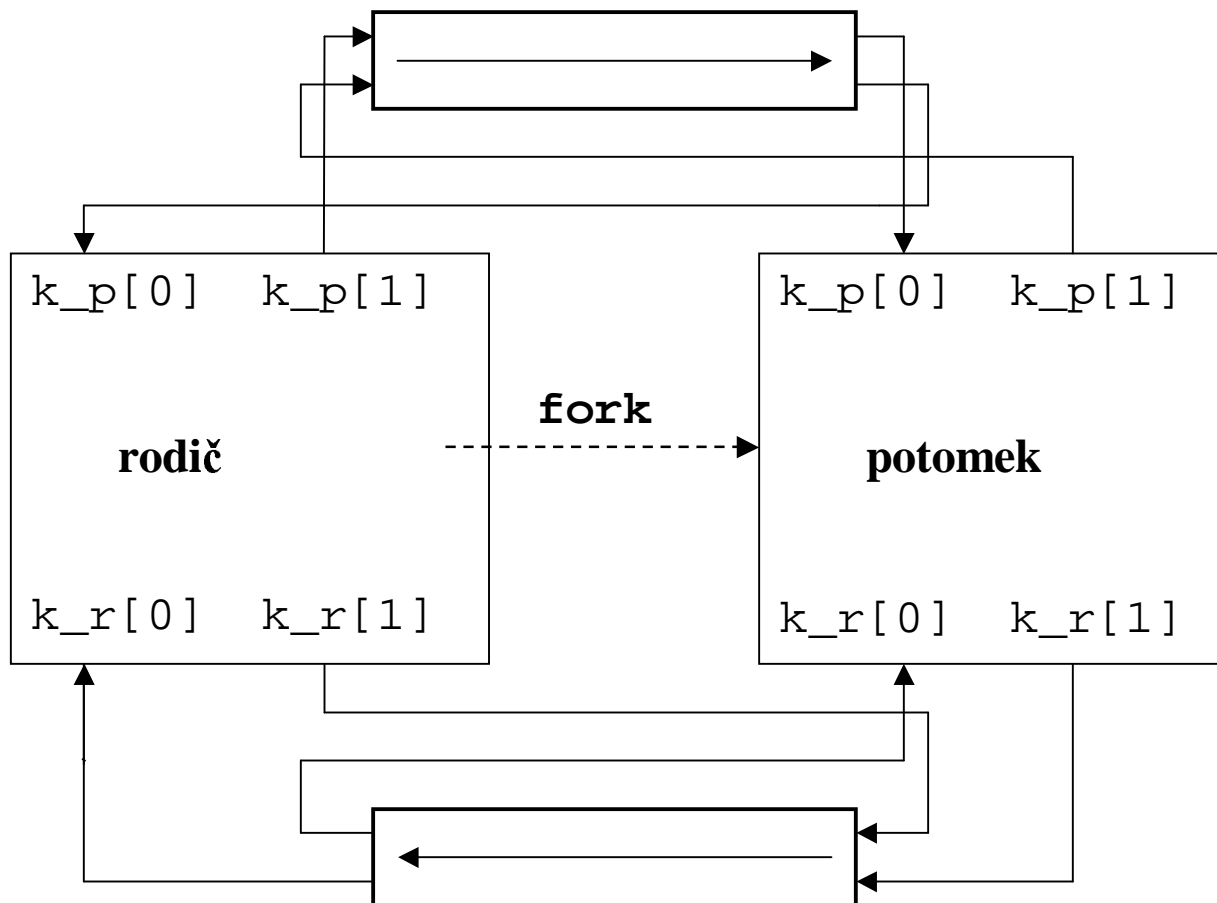 k_p[0] k_p[1]
k_p[0] k_p[1]
fork
rodič
potomek
k_r[0] k_r[1]
k_r[0] k_r[1]